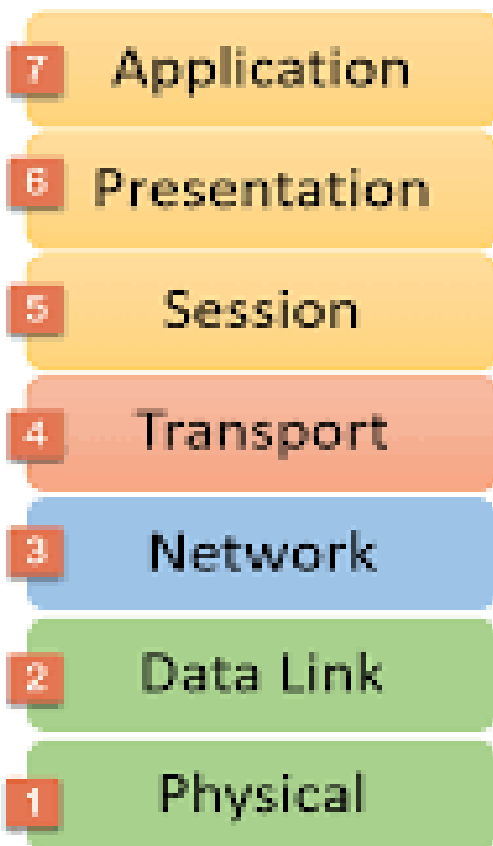 7 Application
6 Presentation
5 Session
4 Transport
3 Network
2 Data Link
1 Physical